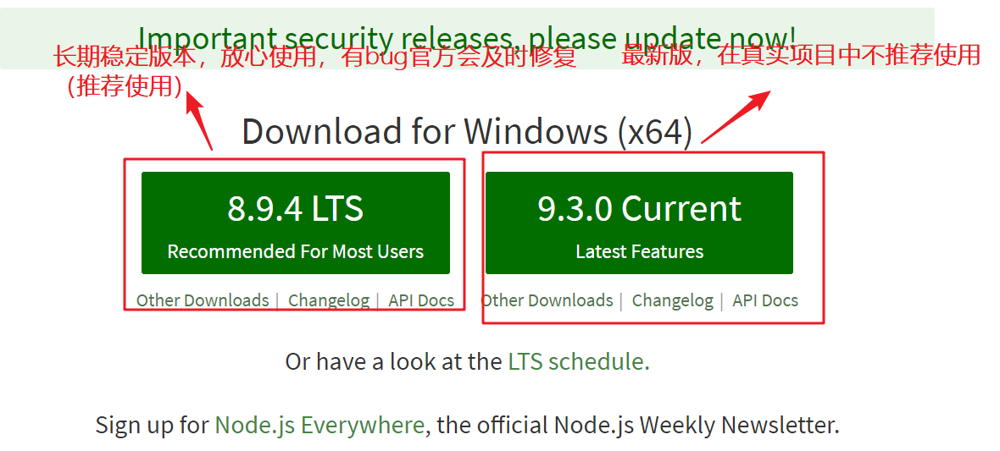 Important security releases, please update now!
长期稳定版本，放心使用，有bug官方会及时修复
（推荐使用）
最新版，在真实项目中不推荐使用
Download for Windows (x64)
8.9.4 LTS
Recommended For Most Users
Other Downloads | Changelog | API Docs
9.3.0 Current
Latest Features
Other Downloads | Changelog | API Docs
Or have a look at the LTS schedule.
Sign up for Node.js Everywhere, the official Node.js Weekly Newsletter.